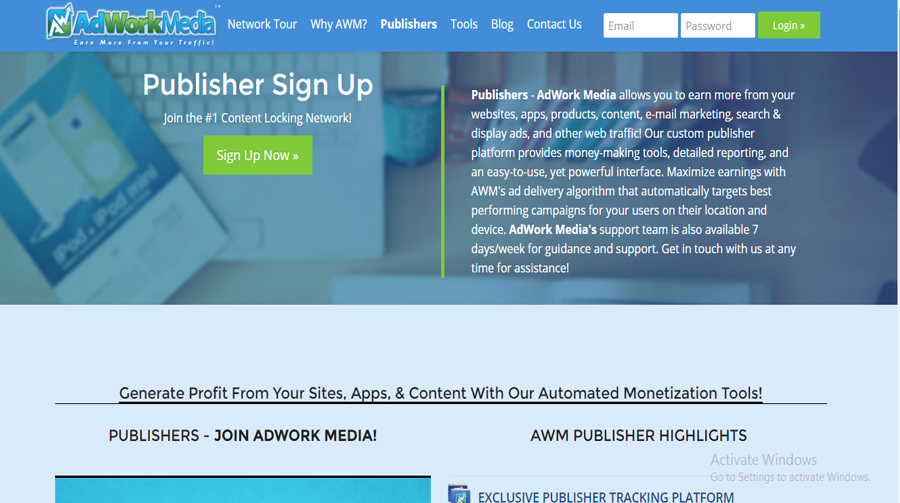 AdWorkMedia
Earn More From Your Traffic!
Network Tour
Why AWM?
Publishers
Tools
Blog
Contact Us
Email
Password
Login »
Publisher Sign Up
Join the #1 Content Locking Network!
Sign Up Now »
Publishers - AdWork Media allows you to earn more from your
websites, apps, products, content, e-mail marketing, search &
display ads, and other web traffic! Our custom publisher
platform provides money-making tools, detailed reporting, and
an easy-to-use, yet powerful interface. Maximize earnings with
AWM's ad delivery algorithm that automatically targets best
performing campaigns for your users on their location and
device. AdWork Media's support team is also available 7
days/week for guidance and support. Get in touch with us at any
time for assistance!
iPod & iPod mini
Generate Profit From Your Sites, Apps, & Content With Our Automated Monetization Tools!
PUBLISHERS - JOIN ADWORK MEDIA!
AWM PUBLISHER HIGHLIGHTS
EXCLUSIVE PUBLISHER TRACKING PLATFORM
Activate Windows
Go to Settings to activate Windows.